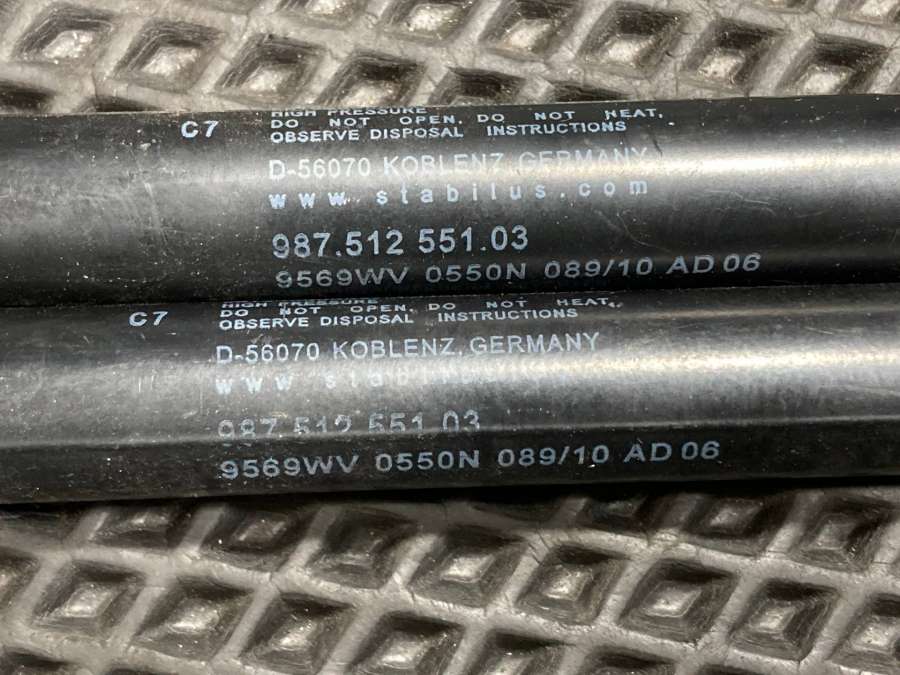 C7
HIGH PRESSURE
DO NOT OPEN, DO NOT HEAT,
OBSERVE DISPOSAL INSTRUCTIONS
D-56070 KOBLENZ, GERMANY
www.stabilus.com
987.512 551.03
9569WV 0550N 089/10 AD 06
C7
HIGH PRESSURE
DO NOT OPEN, DO NOT HEAT,
OBSERVE DISPOSAL INSTRUCTIONS
D-56070 KOBLENZ, GERMANY
987.512 551.03
9569WV 0550N 089/10 AD 06